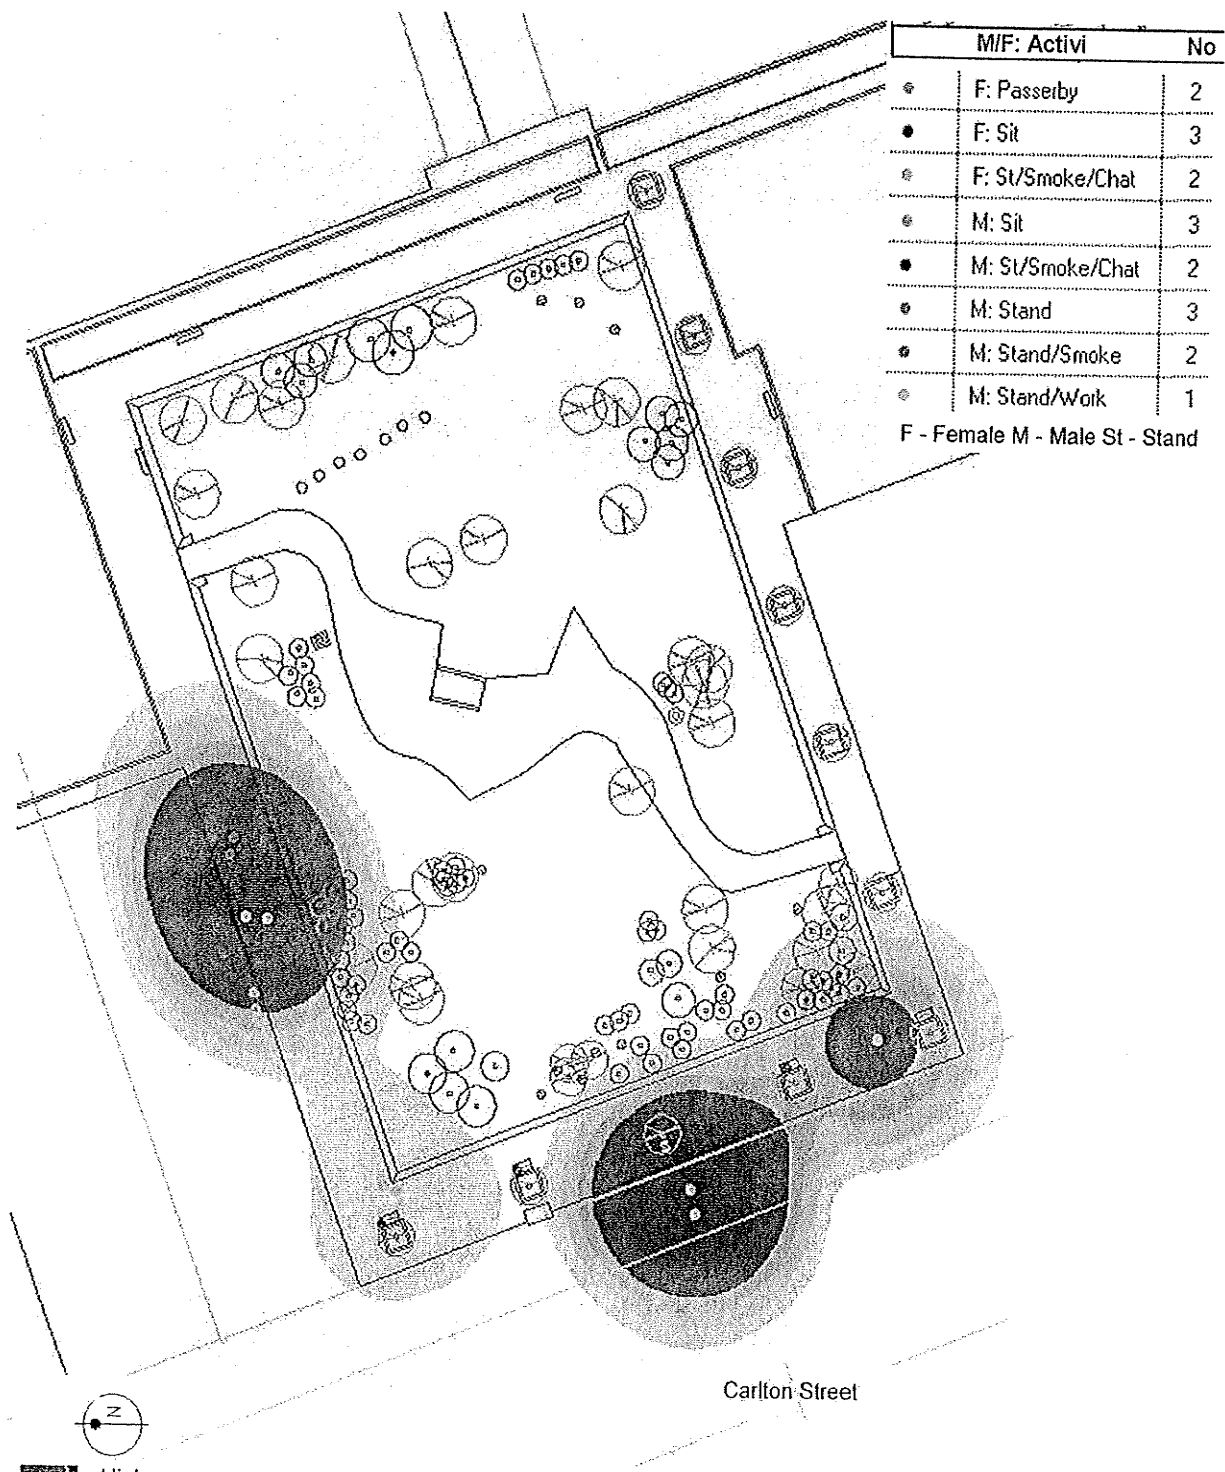 M/F: Activi No
F: Passerby 2
F: Sit 3
F: St/Smoke/Chat 2
M: Sit 3
M: St/Smoke/Chat 2
M: Stand 3
M: Stand/Smoke 2
M: Stand/Work 1
F - Female M - Male St - Stand
Carlton Street
N